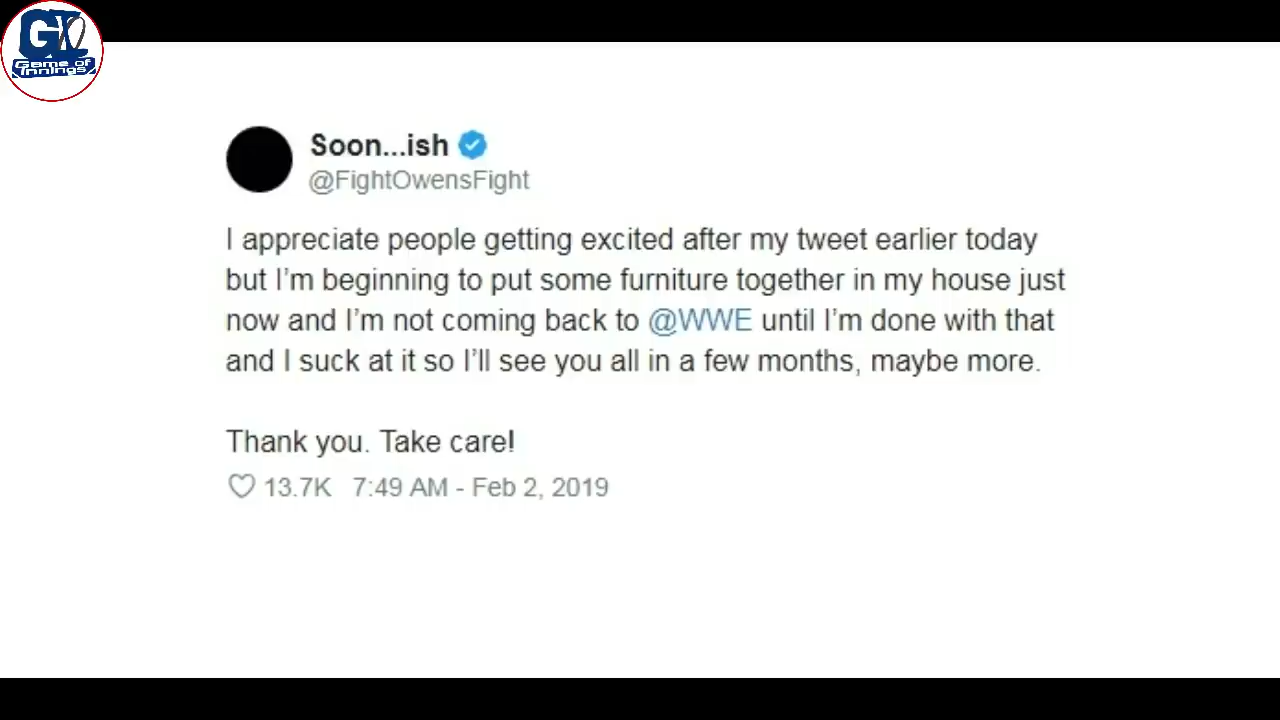 GI
Game of
Innings
Soon...ish
@FightOwensFight
I appreciate people getting excited after my tweet earlier today
but I’m beginning to put some furniture together in my house just
now and I’m not coming back to @WWE until I’m done with that
and I suck at it so I’ll see you all in a few months, maybe more.
Thank you. Take care!
13.7K 7:49 AM - Feb 2, 2019